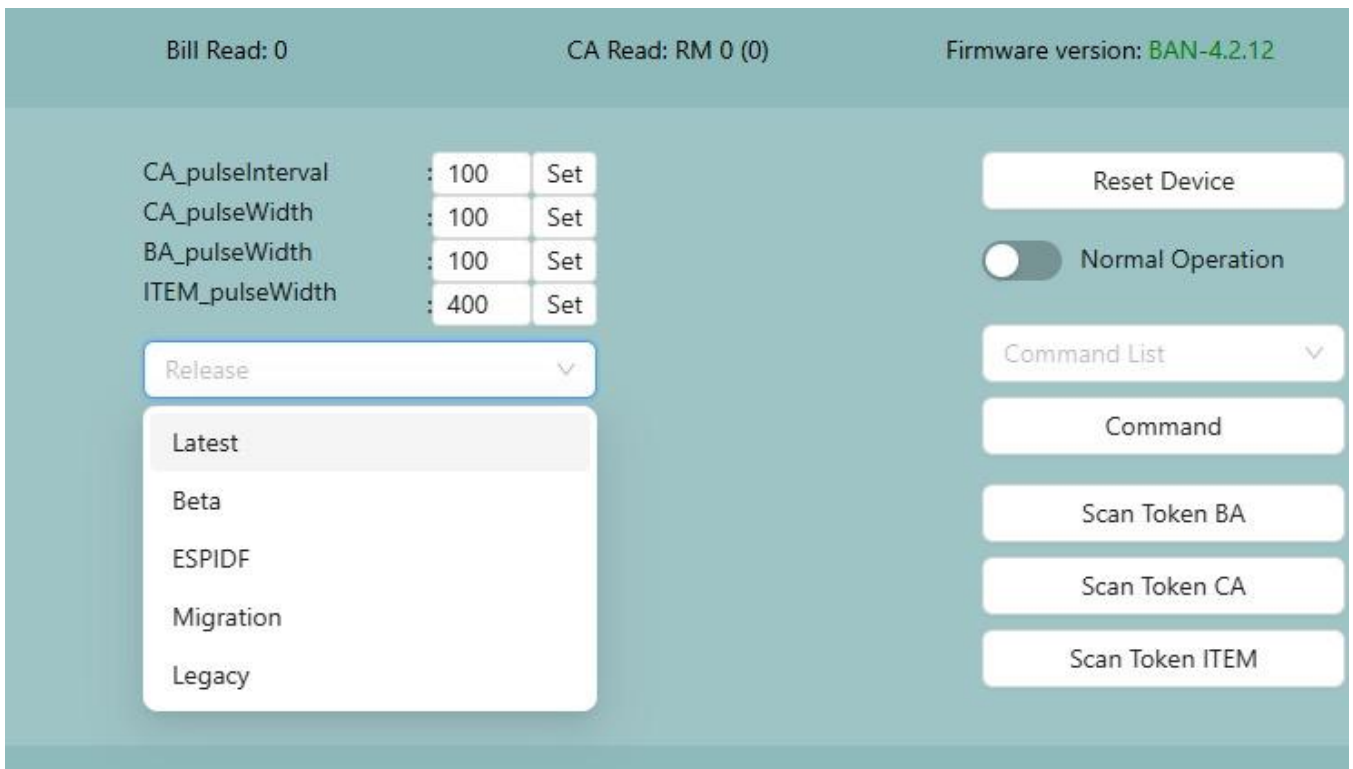 Bill Read: 0 CA Read: RM 0 (0) Firmware version: BAN-4.2.12
CA_pulseInterval : 100 Set
CA_pulseWidth : 100 Set
BA_pulseWidth : 100 Set
ITEM_pulseWidth : 400 Set
Release
Latest
Beta
ESPIDF
Migration
Legacy
Reset Device
Normal Operation
Command List
Command
Scan Token BA
Scan Token CA
Scan Token ITEM